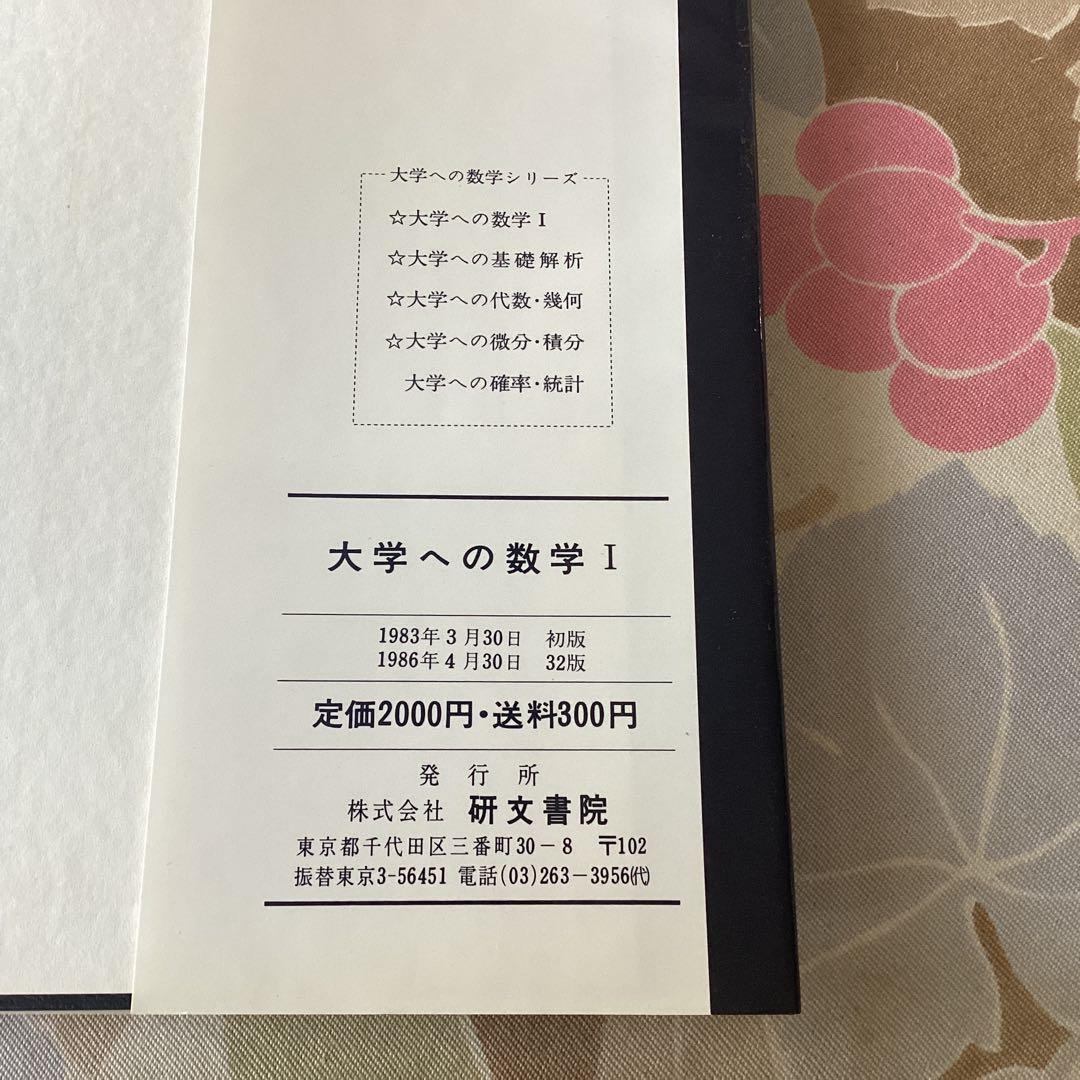 大学への数学シリーズ
☆大学への数学Ⅰ
☆大学への基礎解析
☆大学への代数・幾何
☆大学への微分・積分
大学への確率・統計
大学への数学Ⅰ
1983年3月30日 初版
1986年4月30日 32版
定価2000円・送料300円
発行所
株式会社 研文書院
東京都千代田区三番町30−8 〒102
振替東京3-56451 電話(03)263−3956㈹